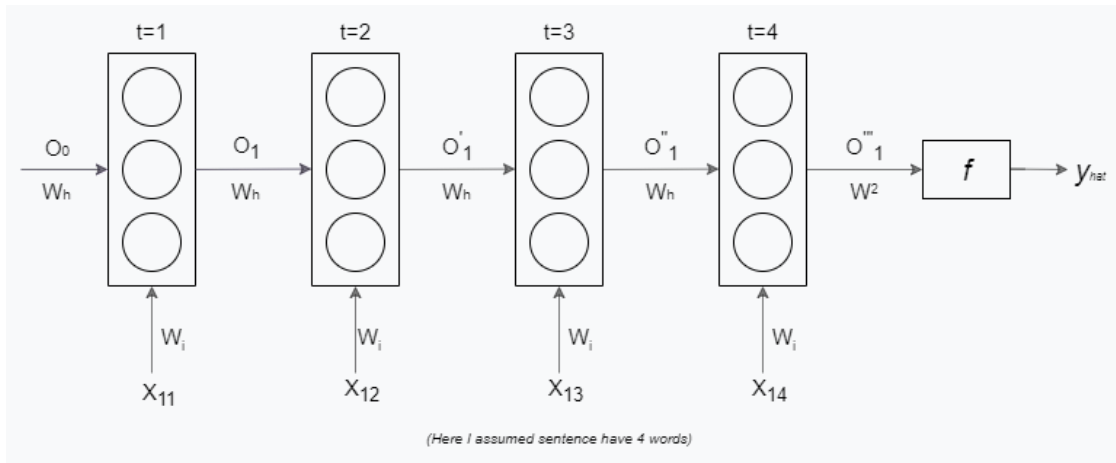 t=1 t=2 t=3 t=4
O₀ O₁ O'₁ O''₁ O'''₁ f yₕₐₜ
Wₕ Wₕ Wₕ Wₕ W²
Wᵢ Wᵢ Wᵢ Wᵢ
X₁₁ X₁₂ X₁₃ X₁₄
(Here I assumed sentence have 4 words)